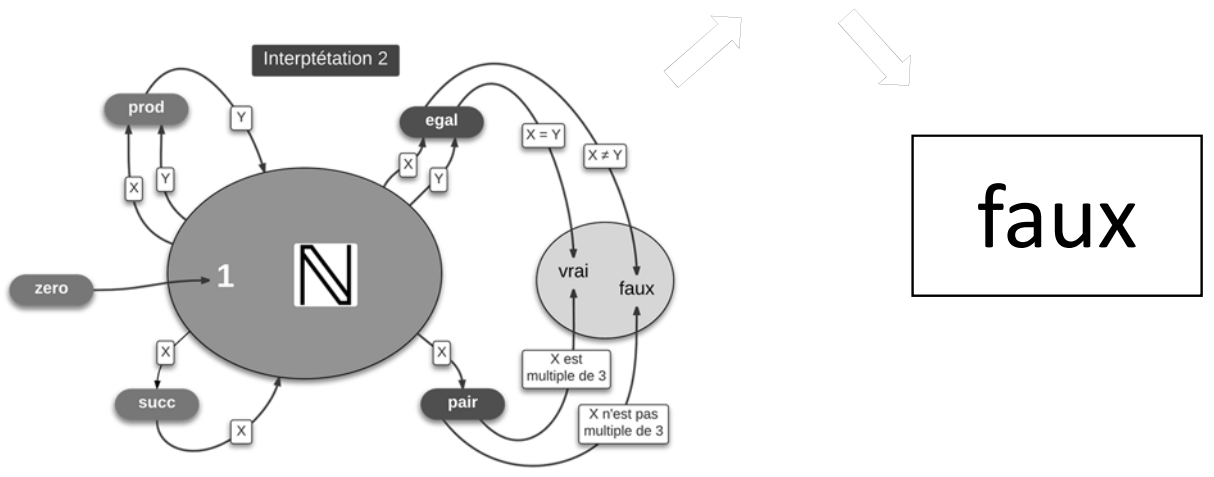 Interptétation 2
prod
egal
Y
X = Y
X ≠ Y
X
Y
X
Y
faux
zero
1
ℕ
vrai
faux
X
X
X est
multiple de 3
succ
pair
X
X n'est pas
multiple de 3